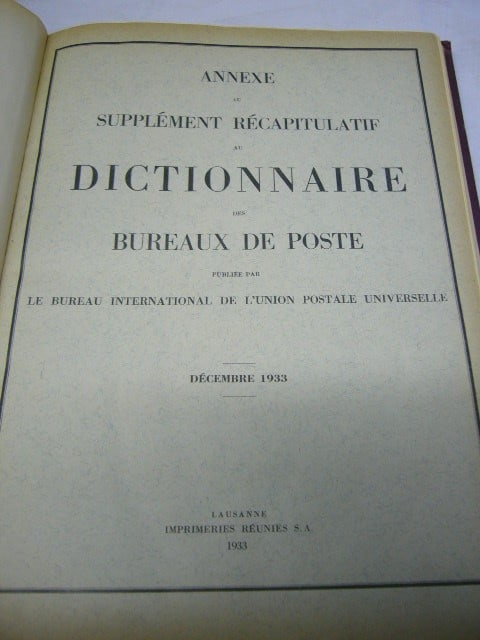 ANNEXE
AU
SUPPLÉMENT RÉCAPITULATIF
AU
DICTIONNAIRE
DES
BUREAUX DE POSTE
PUBLIÉE PAR
LE BUREAU INTERNATIONAL DE L'UNION POSTALE UNIVERSELLE
DÉCEMBRE 1933
LAUSANNE
IMPRIMERIES RÉUNIES S.A.
1933